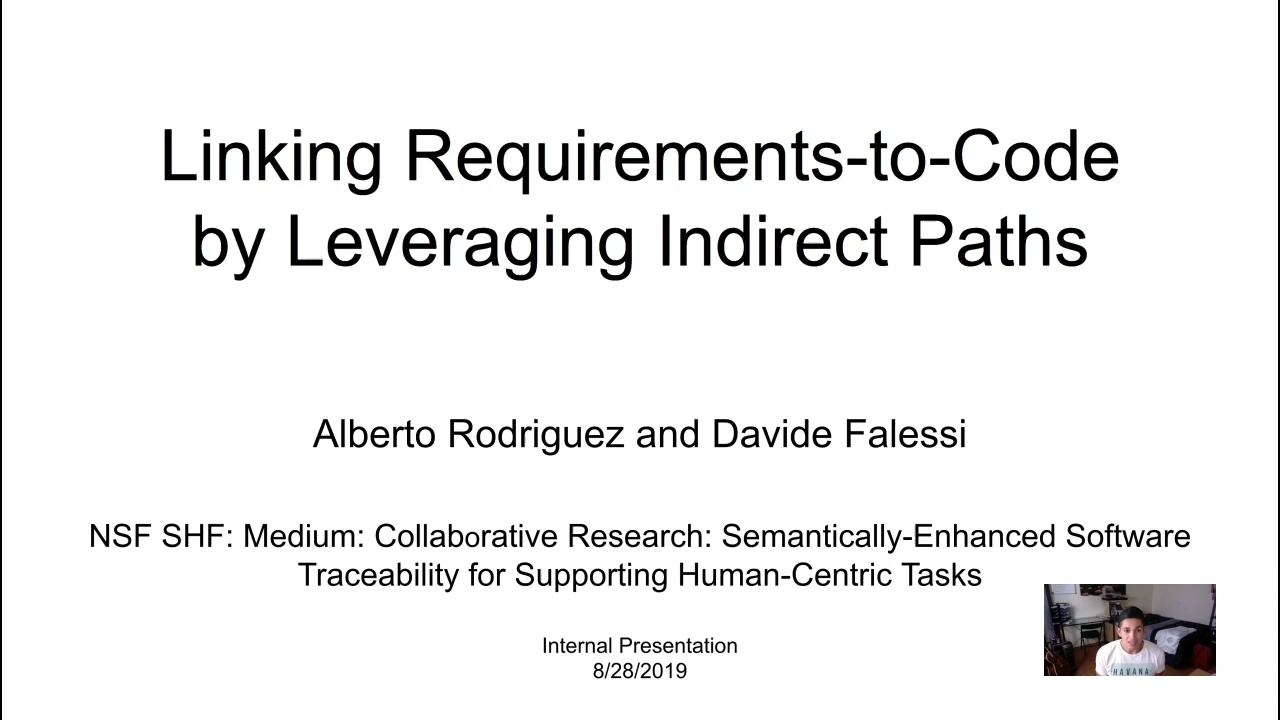 Linking Requirements-to-Code
by Leveraging Indirect Paths
Alberto Rodriguez and Davide Falessi
NSF SHF: Medium: Collaborative Research: Semantically-Enhanced Software
Traceability for Supporting Human-Centric Tasks
Internal Presentation
8/28/2019
HAVANA